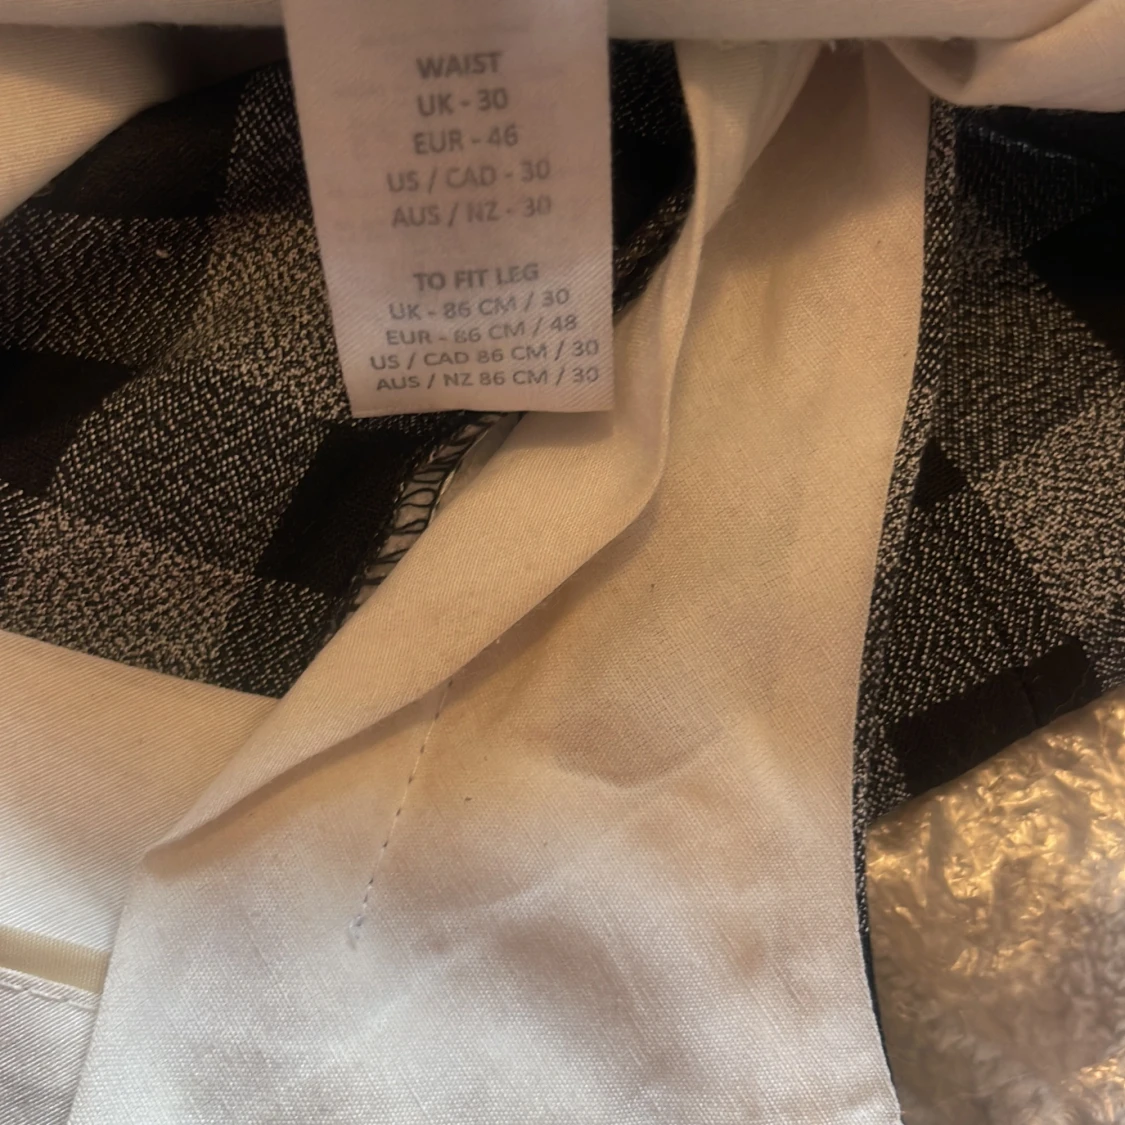 WAIST
UK - 30
EUR - 46
US / CAD - 30
AUS / NZ - 30
TO FIT LEG
UK - 86 CM / 30
EUR - 86 CM / 48
US / CAD 86 CM / 30
AUS / NZ 86 CM / 30